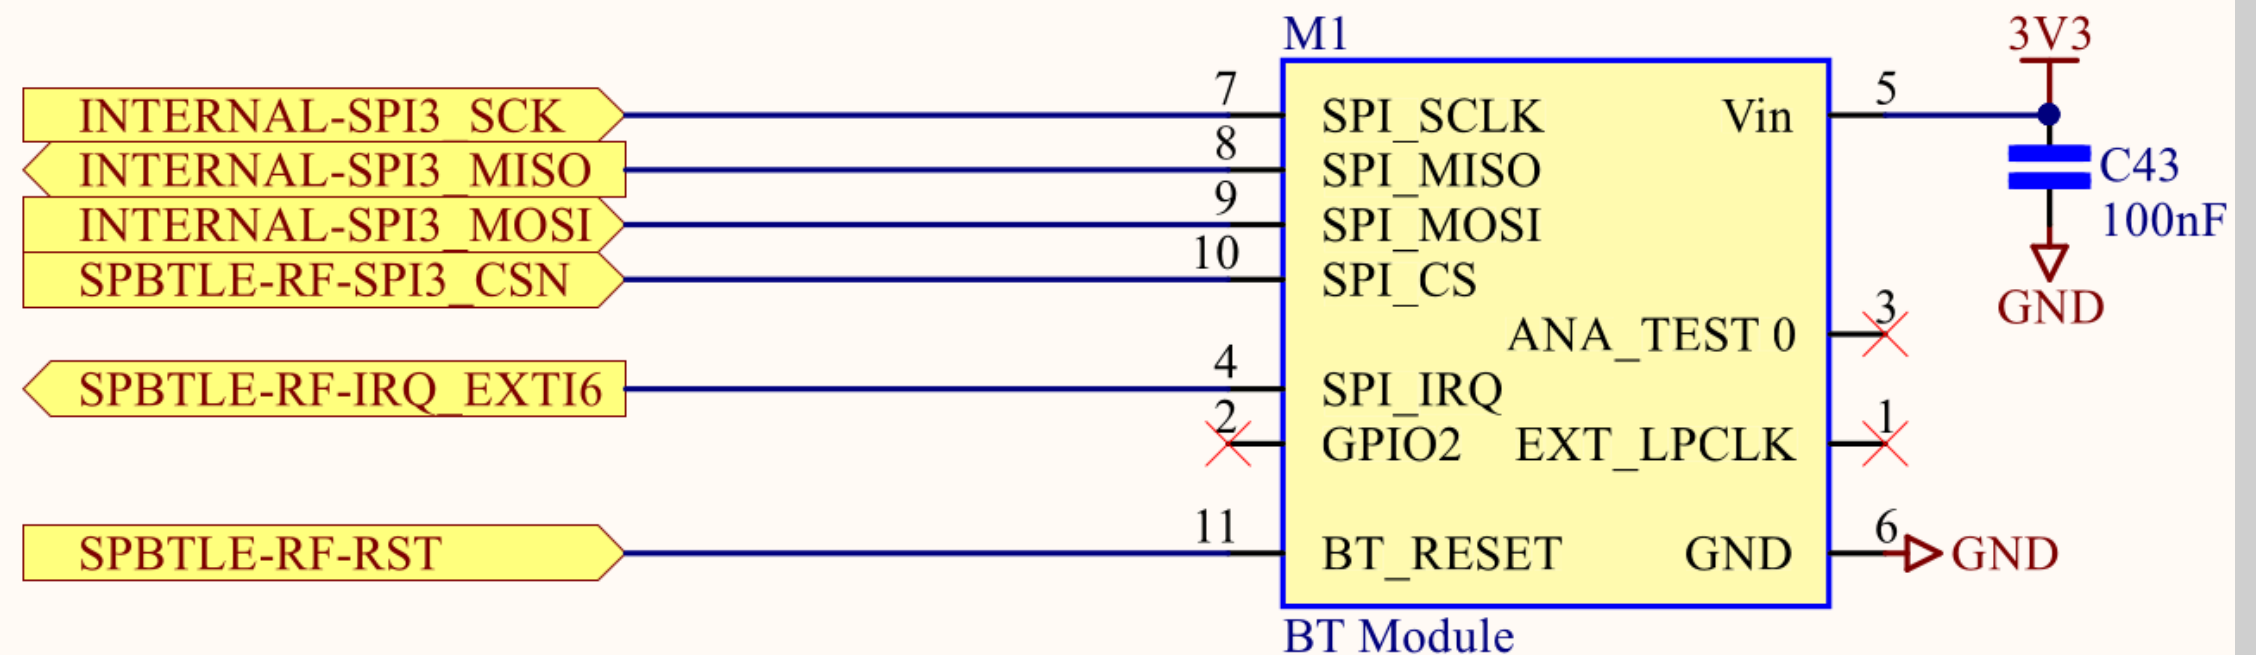 M1
3V3
INTERNAL-SPI3_SCK
7
SPI_SCLK
Vin
5
INTERNAL-SPI3_MISO
8
SPI_MISO
C43
INTERNAL-SPI3_MOSI
9
SPI_MOSI
100nF
SPBTLE-RF-SPI3_CSN
10
SPI_CS
GND
ANA_TEST 0
3
SPBTLE-RF-IRQ_EXTI6
4
SPI_IRQ
2
GPIO2
EXT_LPCLK
1
SPBTLE-RF-RST
11
BT_RESET
GND
6
GND
BT Module